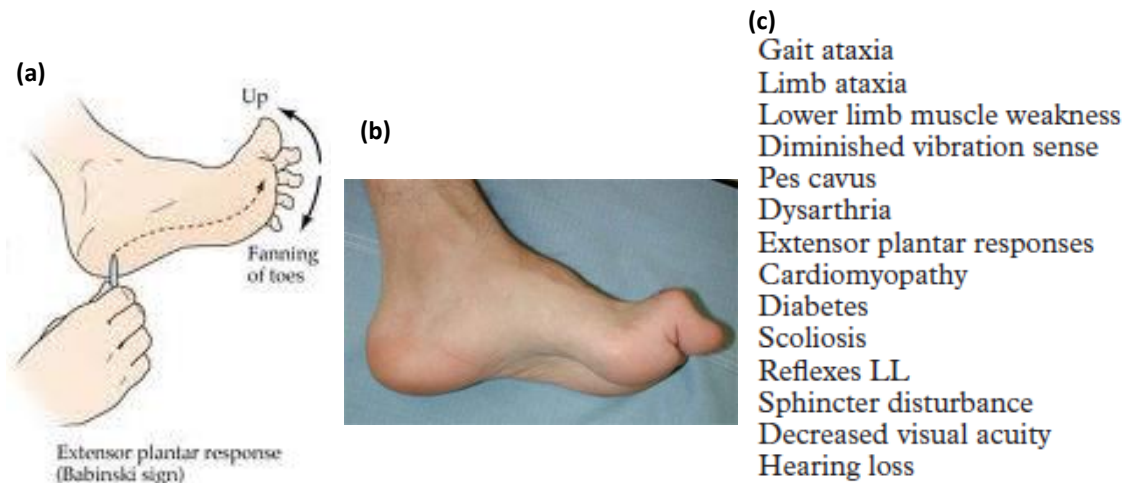 (a)
Up
Fanning
of toes
Extensor plantar response
(Babinski sign)
(b)
(c)
Gait ataxia
Limb ataxia
Lower limb muscle weakness
Diminished vibration sense
Pes cavus
Dysarthria
Extensor plantar responses
Cardiomyopathy
Diabetes
Scoliosis
Reflexes LL
Sphincter disturbance
Decreased visual acuity
Hearing loss